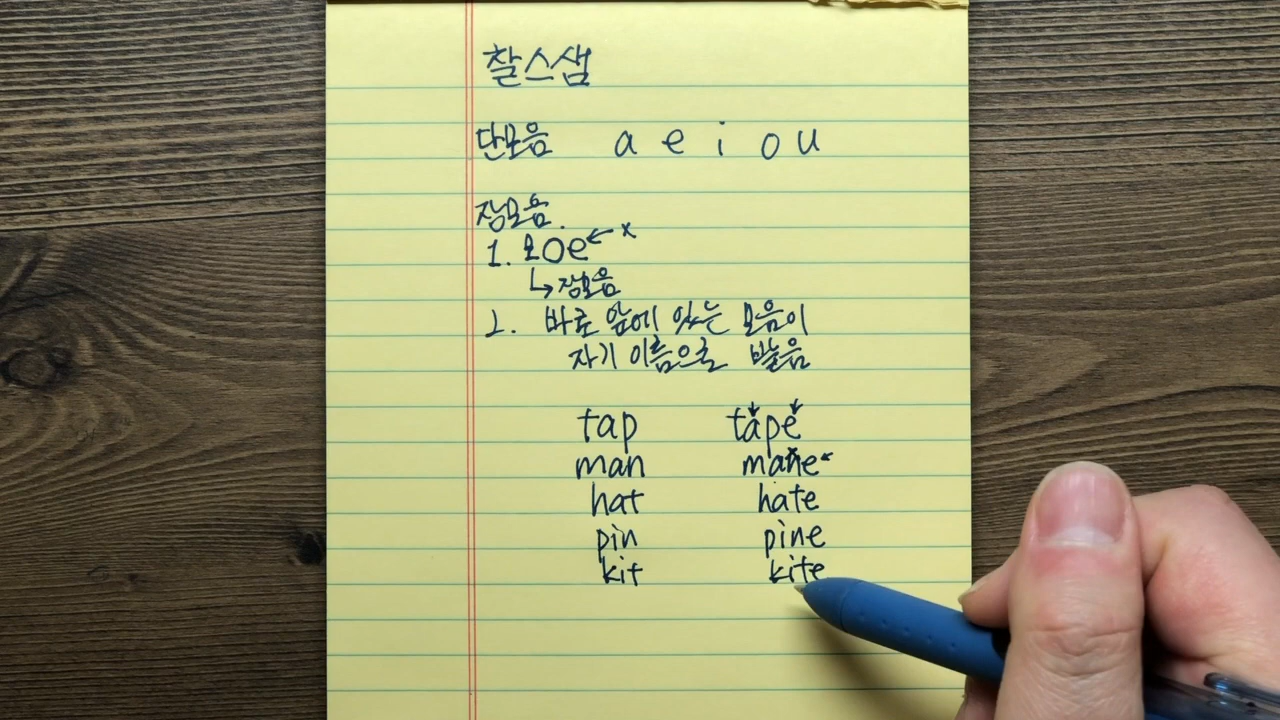 찰스샘
단모음 a e i o u
장모음.
1. 모음e ← x
↳ 장모음
2. 바로 앞에 있는 모음이
자기 이름으로 발음
tap tape
man mane
hat hate
pin pine
kit kite